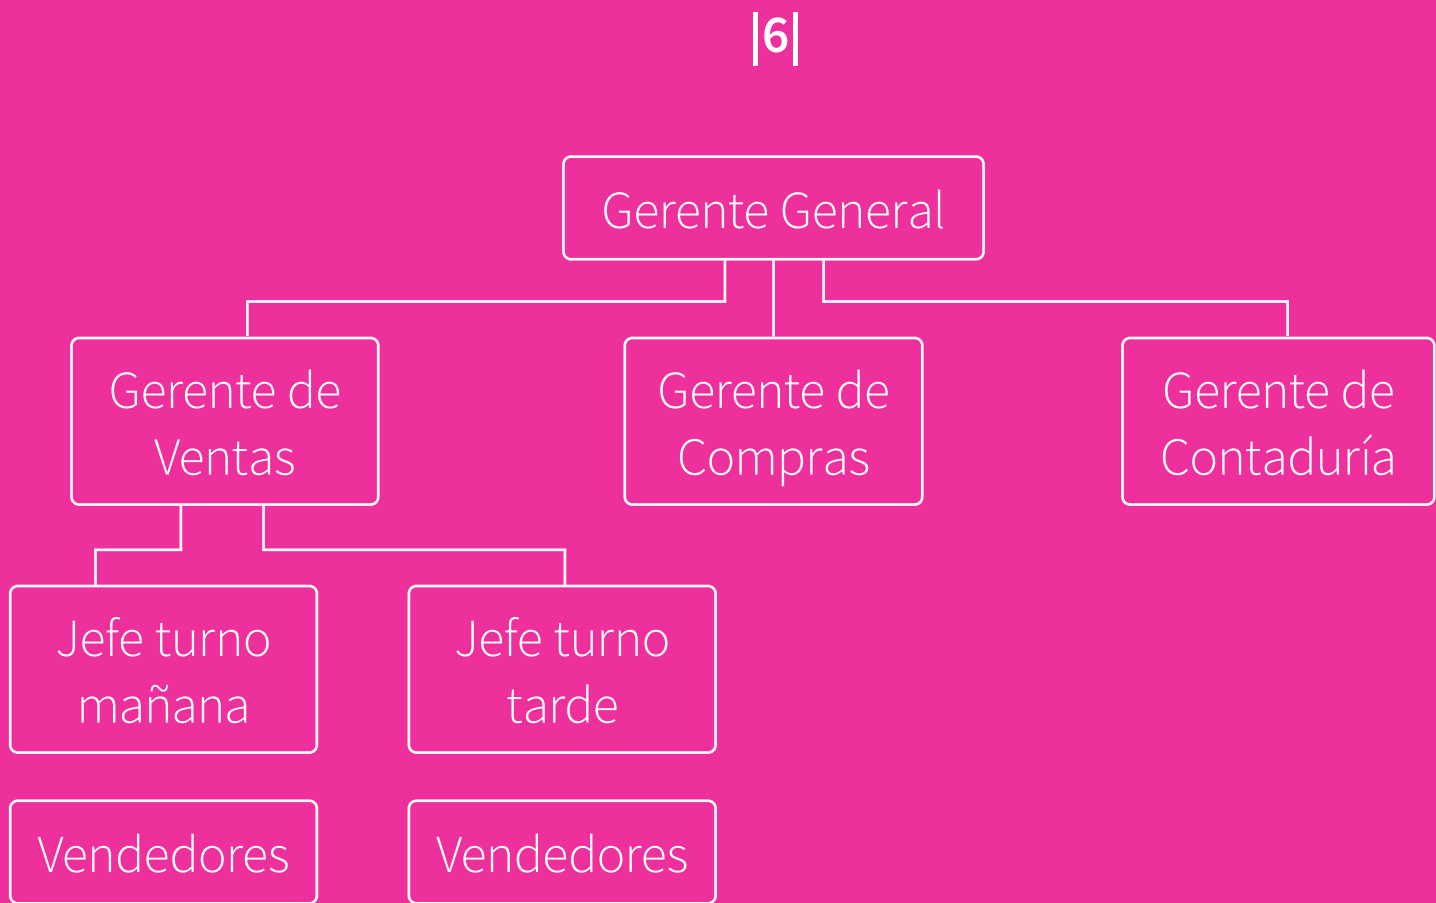 |6|
Gerente General
Gerente de
Ventas
Gerente de
Compras
Gerente de
Contaduría
Jefe turno
mañana
Jefe turno
tarde
Vendedores
Vendedores